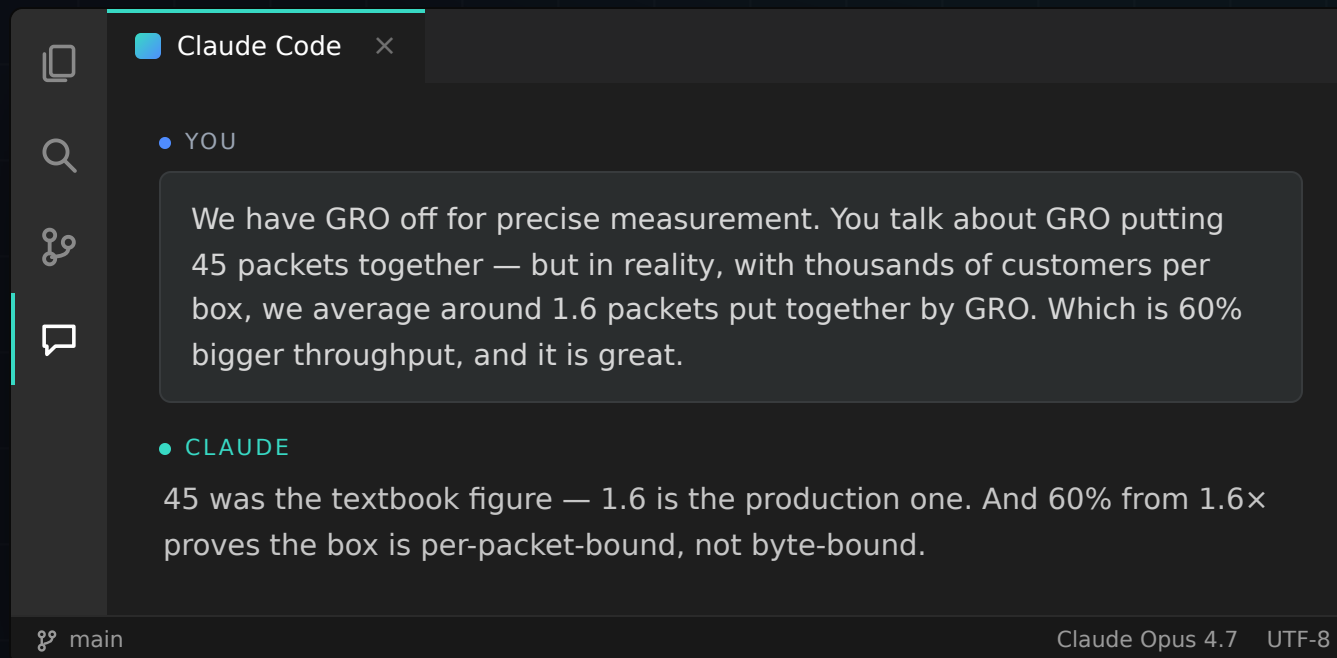 Claude Code
YOU
We have GRO off for precise measurement. You talk about GRO putting
45 packets together — but in reality, with thousands of customers per
box, we average around 1.6 packets put together by GRO. Which is 60%
bigger throughput, and it is great.
CLAUDE
45 was the textbook figure — 1.6 is the production one. And 60% from 1.6×
proves the box is per-packet-bound, not byte-bound.
main
Claude Opus 4.7
UTF-8